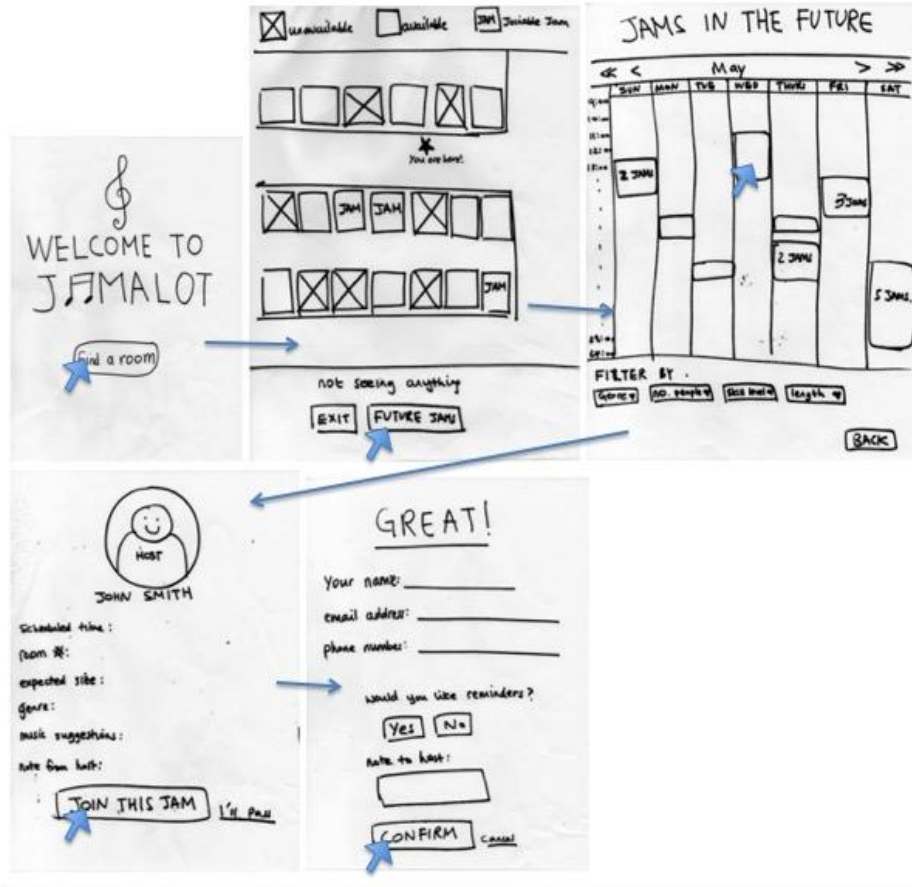 WELCOME TO
JAMALOT
Find a room
unavailable available JAM Joinable Jam
You are here!
JAM JAM
JAM
not seeing anything
EXIT FUTURE JAMS
JAMS IN THE FUTURE
<< < May > >>
SUN MON TUE WED THUR FRI SAT
2 JAMS
3 JAMS
2 JAMS
5 JAMS
FILTER BY
Genre no. people skill level length
BACK
HOST
JOHN SMITH
Scheduled time:
room #:
expected size:
genre:
music suggestions:
note from host:
JOIN THIS JAM I'll Pass
GREAT!
Your name:
email address:
phone number:
would you like reminders?
Yes No
note to host:
CONFIRM Cancel